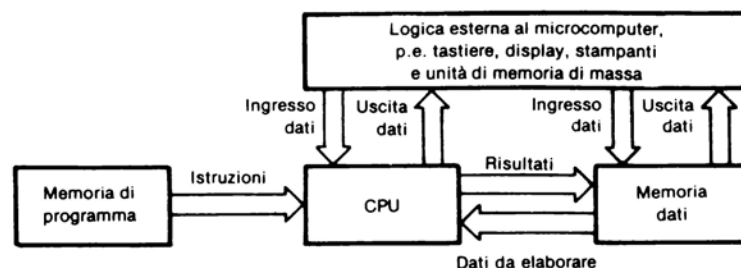 Logica esterna al microcomputer,
p.e. tastiere, display, stampanti
e unità di memoria di massa
Ingresso
dati
Uscita
dati
Ingresso
dati
Uscita
dati
Memoria di
programma
Istruzioni
CPU
Risultati
Memoria
dati
Dati da elaborare